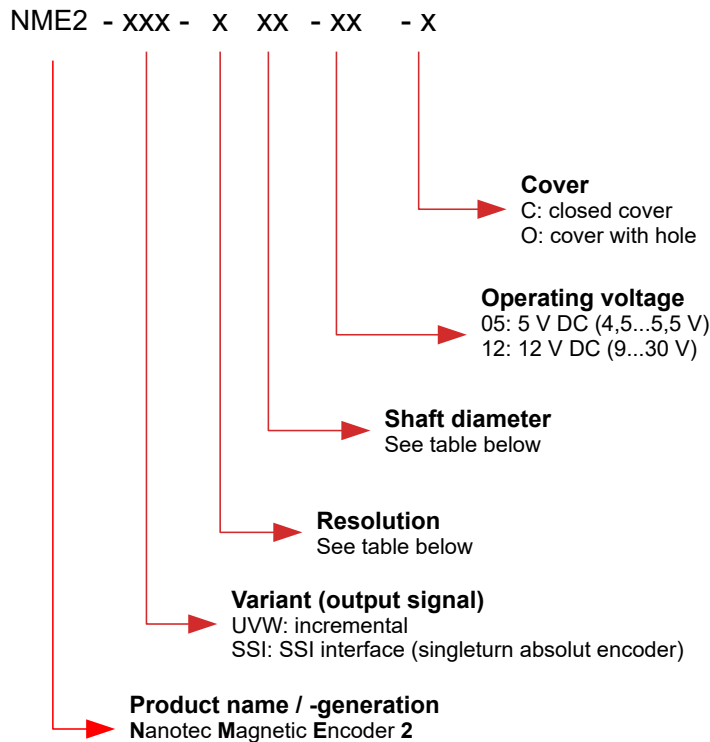 NME2 - xxx - x xx - xx - x
Cover
C: closed cover
O: cover with hole
Operating voltage
05: 5 V DC (4,5...5,5 V)
12: 12 V DC (9...30 V)
Shaft diameter
See table below
Resolution
See table below
Variant (output signal)
UVW: incremental
SSI: SSI interface (singleturn absolut encoder)
Product name / -generation
Nanotec Magnetic Encoder 2